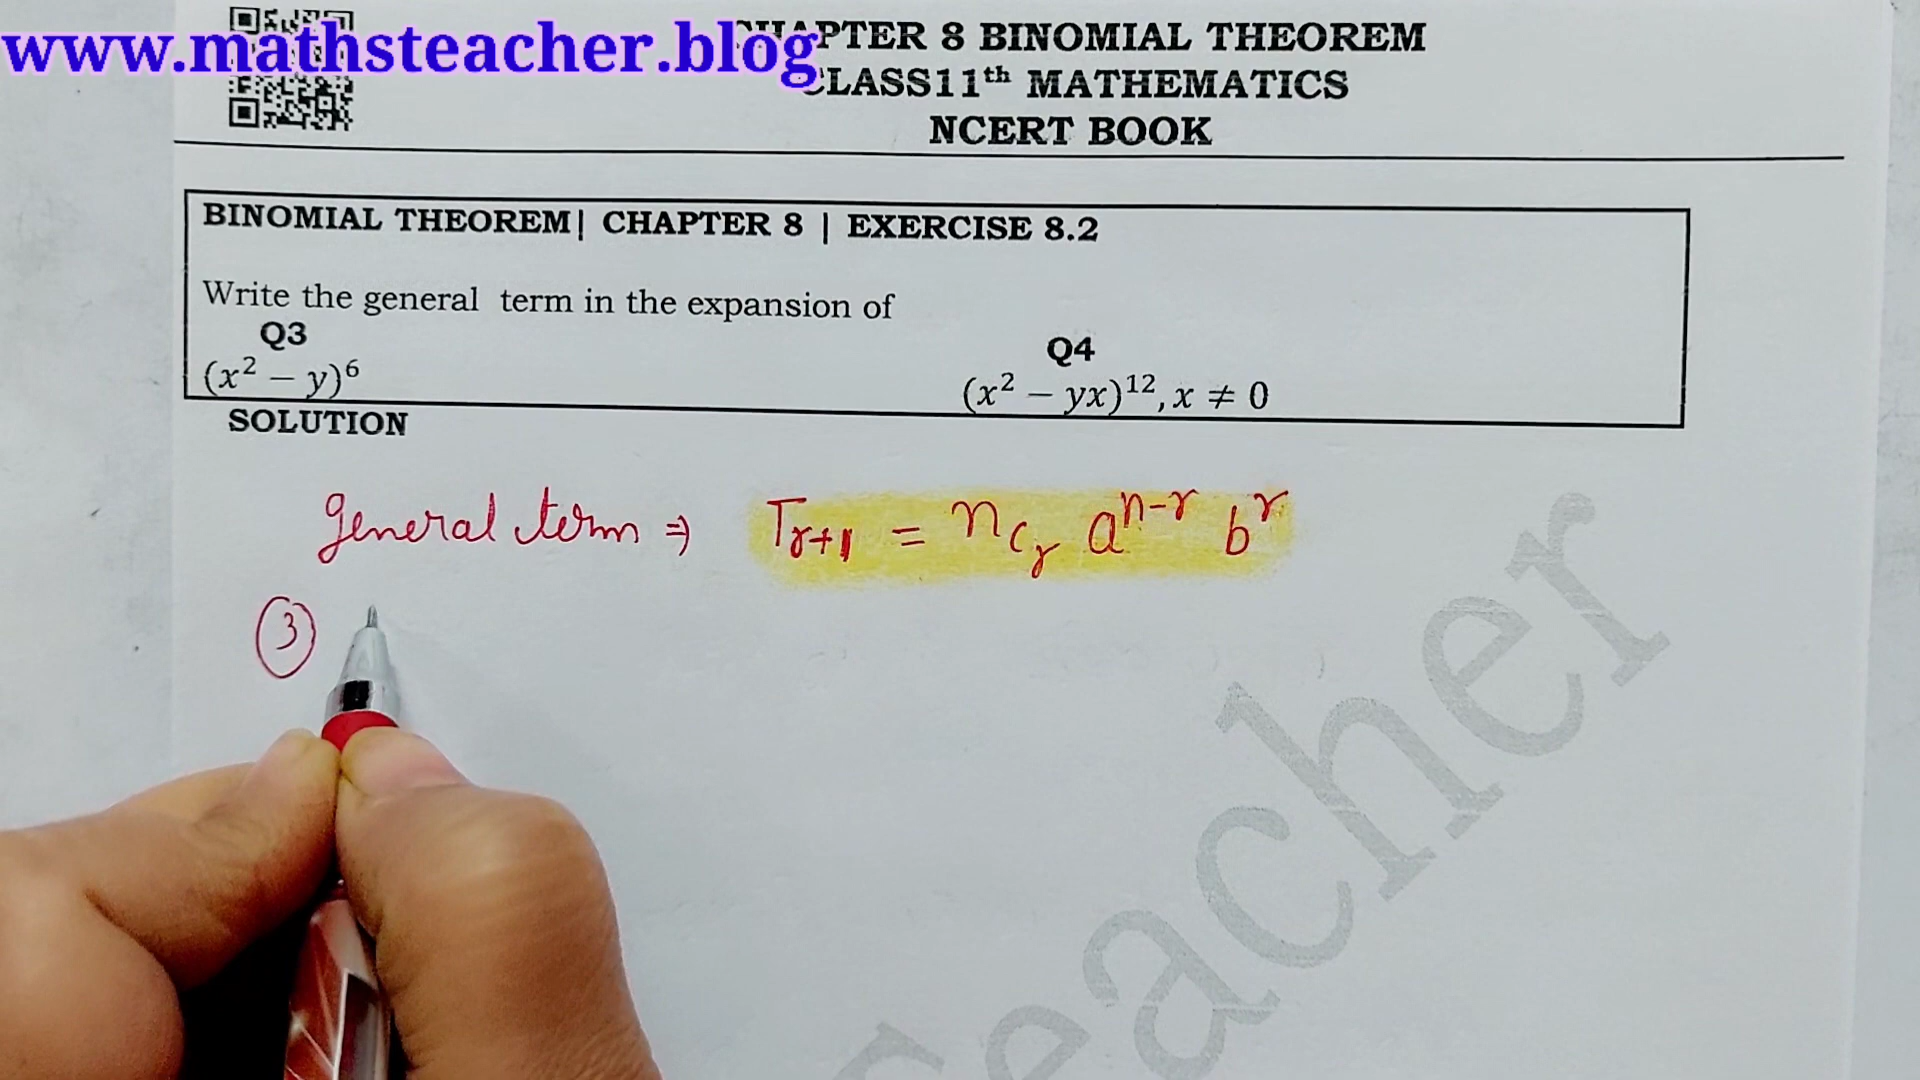 www.mathsteacher.blog
CHAPTER 8 BINOMIAL THEOREM
CLASS11th MATHEMATICS
NCERT BOOK
BINOMIAL THEOREM| CHAPTER 8 | EXERCISE 8.2
Write the general term in the expansion of
Q3 Q4
(x² − y)⁶ (x² − yx)¹², x ≠ 0
SOLUTION
General term ⇒ Tr+1 = nCr aⁿ⁻ʳ bʳ
③
eacher